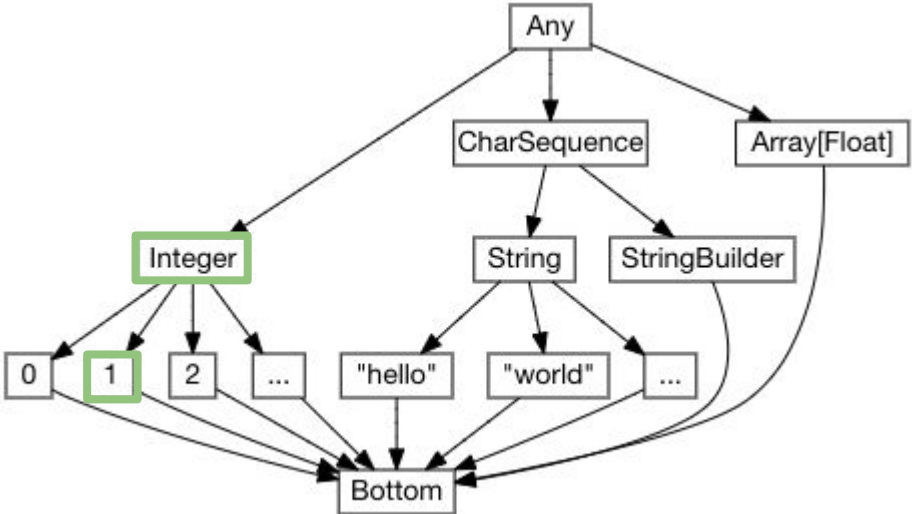 Any
CharSequence
Array[Float]
Integer
String
StringBuilder
0
1
2
...
"hello"
"world"
...
Bottom